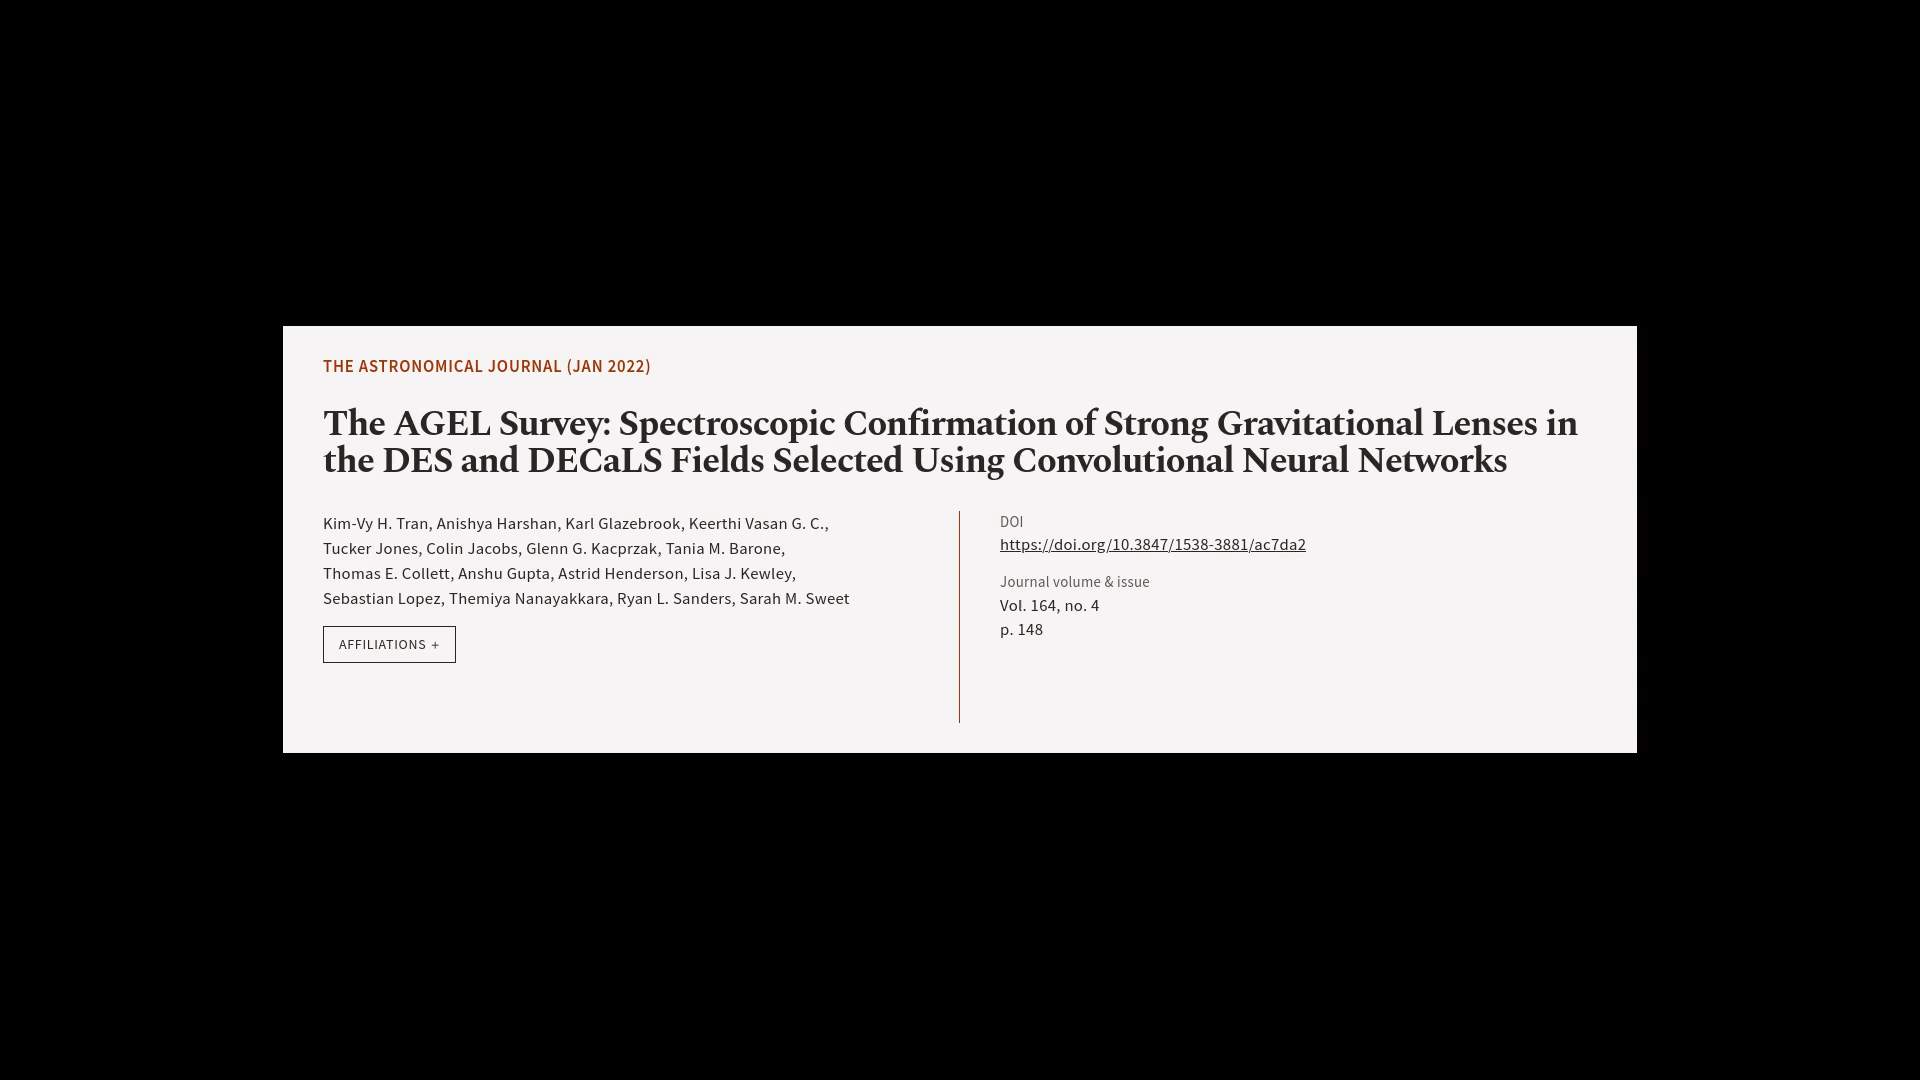 THE ASTRONOMICAL JOURNAL (JAN 2022)
The AGEL Survey: Spectroscopic Confirmation of Strong Gravitational Lenses in
the DES and DECaLS Fields Selected Using Convolutional Neural Networks
Kim-Vy H. Tran, Anishya Harshan, Karl Glazebrook, Keerthi Vasan G. C.,
Tucker Jones, Colin Jacobs, Glenn G. Kacprzak, Tania M. Barone,
Thomas E. Collett, Anshu Gupta, Astrid Henderson, Lisa J. Kewley,
Sebastian Lopez, Themiya Nanayakkara, Ryan L. Sanders, Sarah M. Sweet
AFFILIATIONS +
DOI
https://doi.org/10.3847/1538-3881/ac7da2
Journal volume & issue
Vol. 164, no. 4
p. 148